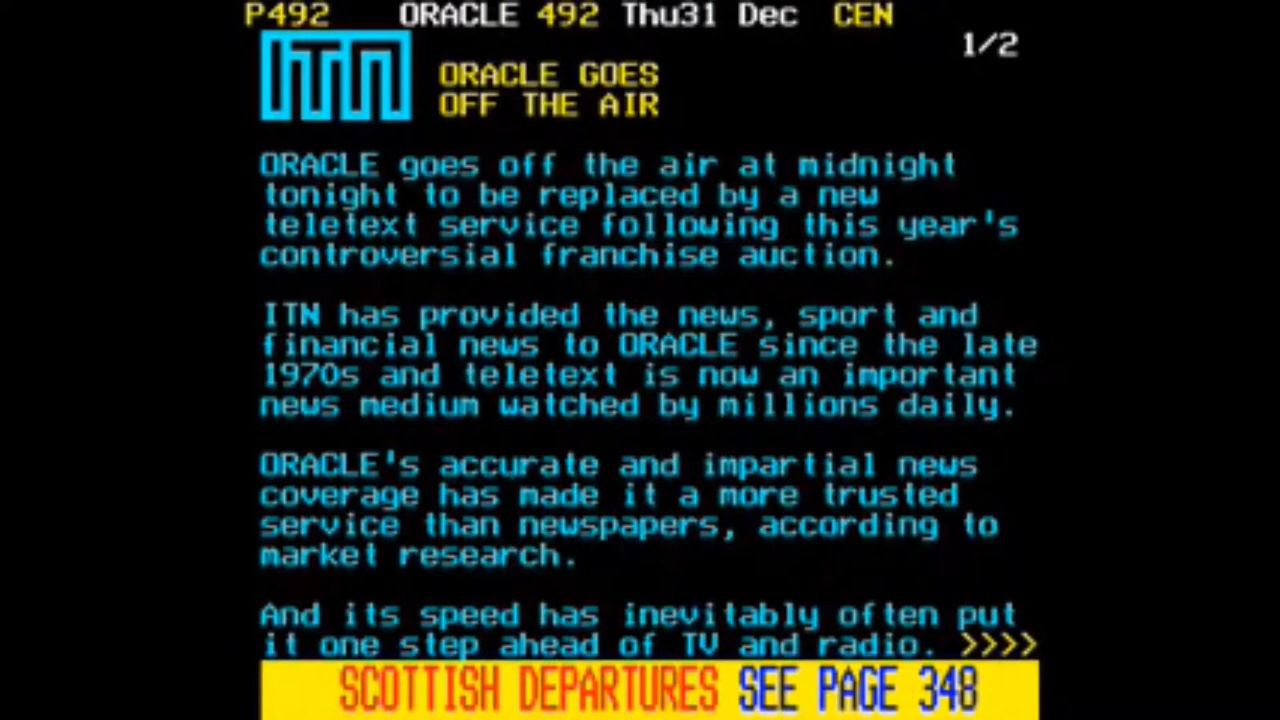 P492 ORACLE 492 Thu31 Dec CEN
1/2
ITN
ORACLE GOES
OFF THE AIR
ORACLE goes off the air at midnight
tonight to be replaced by a new
teletext service following this year's
controversial franchise auction.
ITN has provided the news, sport and
financial news to ORACLE since the late
1970s and teletext is now an important
news medium watched by millions daily.
ORACLE's accurate and impartial news
coverage has made it a more trusted
service than newspapers, according to
market research.
And its speed has inevitably often put
it one step ahead of TV and radio. >>>>
SCOTTISH DEPARTURES SEE PAGE 348